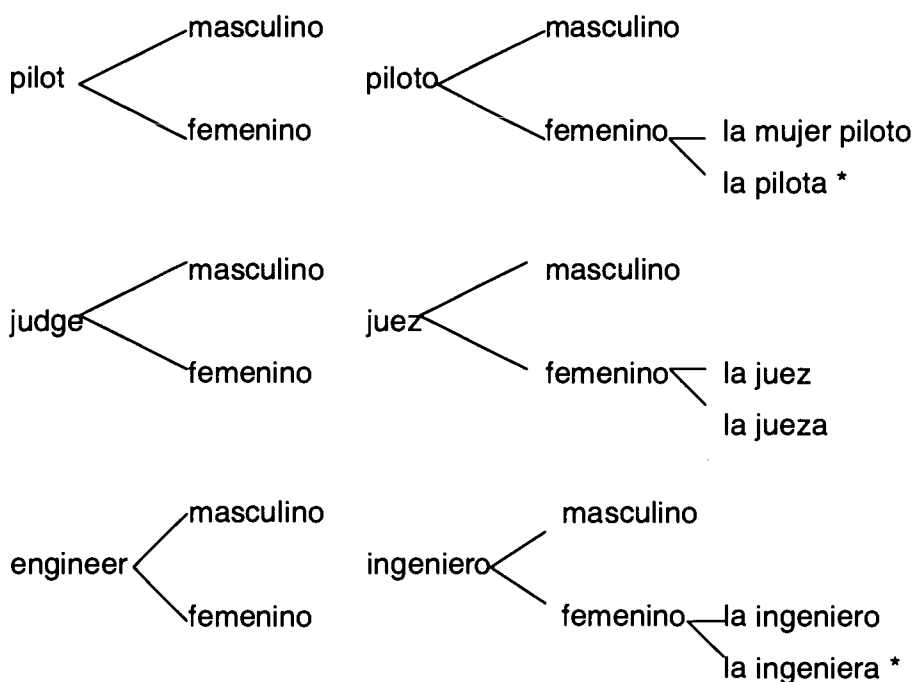 masculino masculino
pilot piloto
femenino femenino la mujer piloto
la pilota *
masculino masculino
judge juez
femenino femenino la juez
la jueza
masculino masculino
engineer ingeniero
femenino femenino la ingeniero
la ingeniera *